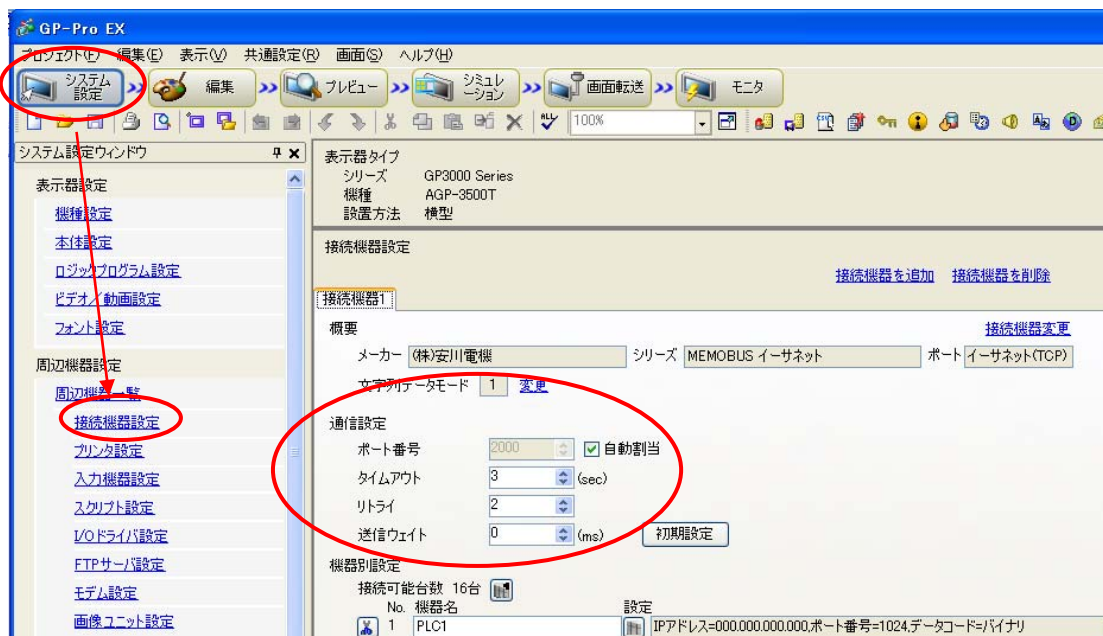 GP-Pro EX
プロジェクト(F) 編集(E) 表示(V) 共通設定(R) 画面(S) ヘルプ(H)
システム設定 » 編集 » プレビュー » シミュレーション » 画面転送 » モニタ
100%
システム設定ウィンドウ
表示器設定
機種設定
本体設定
ロジックプログラム設定
ビデオ/動画設定
フォント設定
周辺機器設定
周辺機器一覧
接続機器設定
プリンタ設定
入力機器設定
スクリプト設定
I/Oドライバ設定
FTPサーバ設定
モデム設定
画像ユニット設定
表示器タイプ
シリーズ GP3000 Series
機種 AGP-3500T
設置方法 横型
接続機器設定
接続機器を追加 接続機器を削除
接続機器1
概要 接続機器変更
メーカー (株)安川電機 シリーズ MEMOBUS イーサネット ポート イーサネット(TCP)
文字列データモード 1 変更
通信設定
ポート番号 2000 自動割当
タイムアウト 3 (sec)
リトライ 2
送信ウェイト 0 (ms) 初期設定
機器別設定
接続可能台数 16台
No. 機器名 設定
1 PLC1 IPアドレス=000.000.000.000,ポート番号=1024,データコード=バイナリ